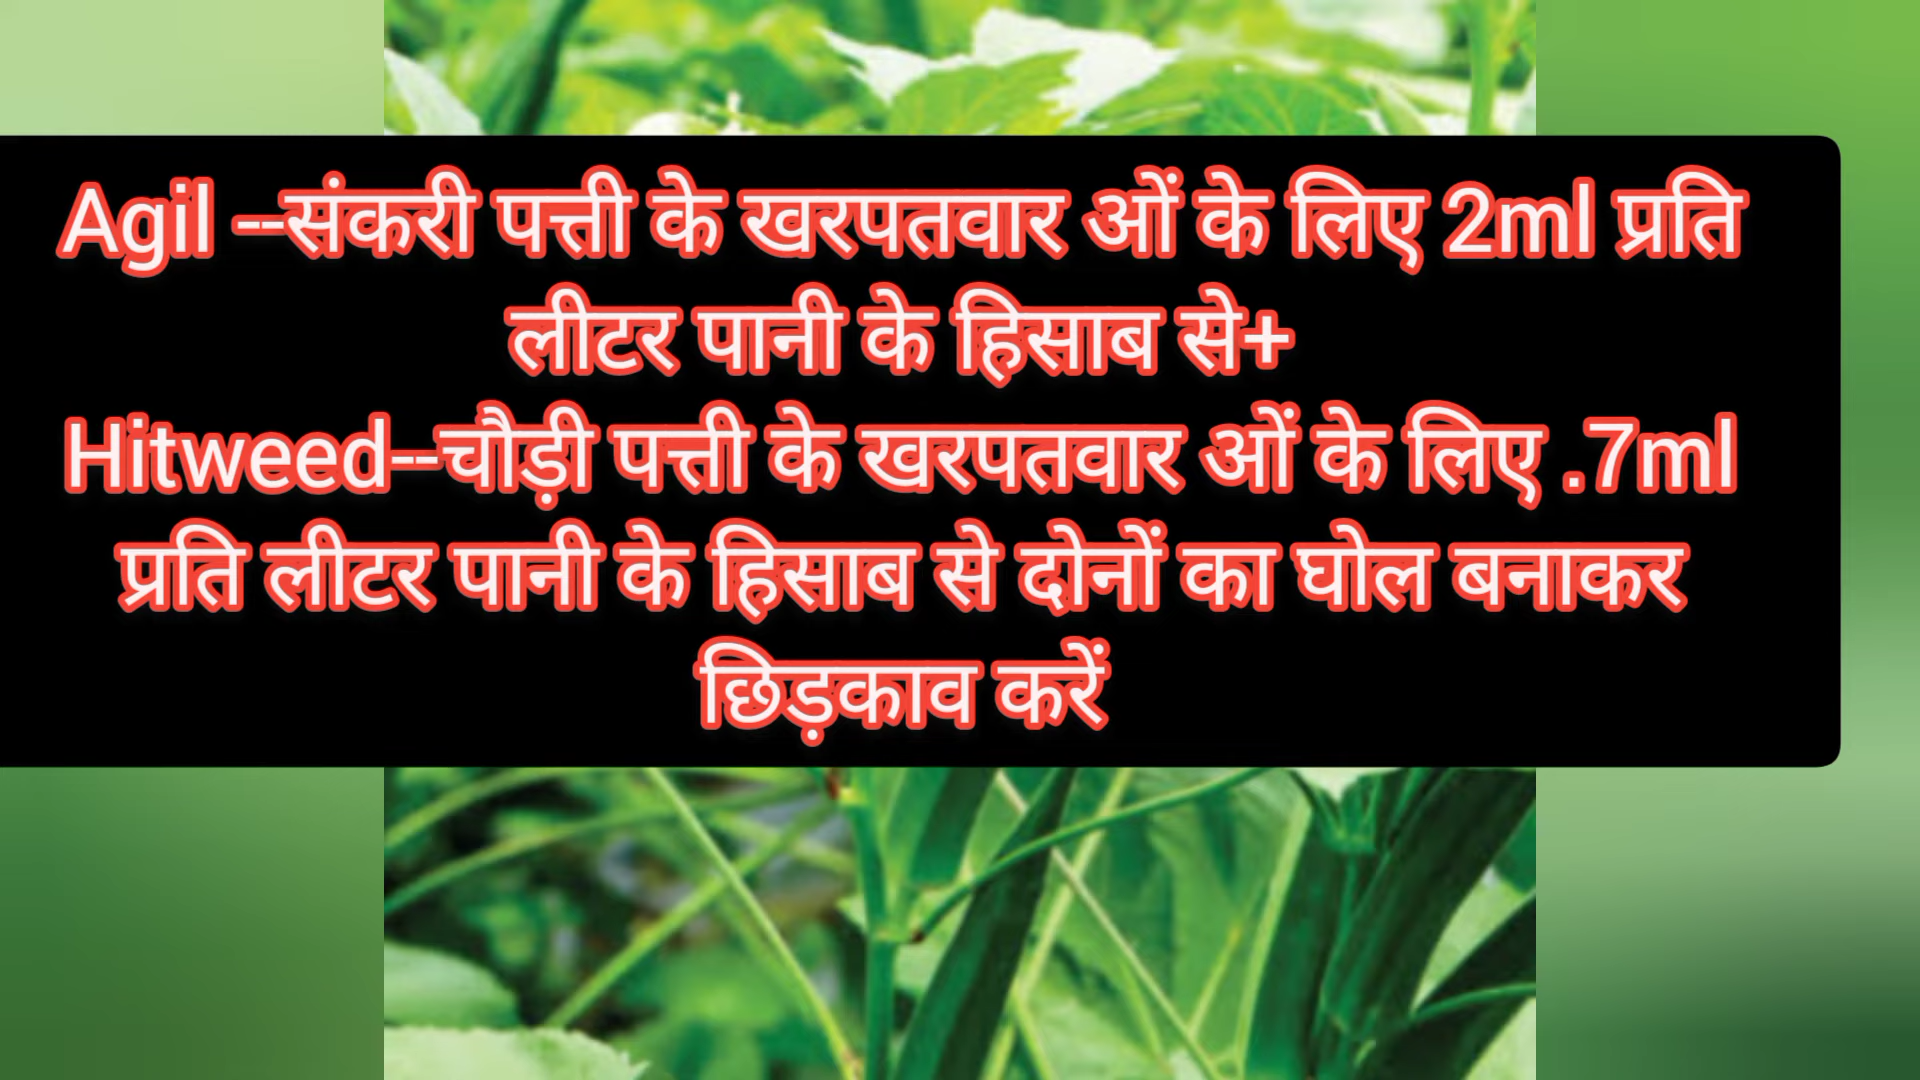 Agil --संकरी पत्ती के खरपतवार ओं के लिए 2ml प्रति
लीटर पानी के हिसाब से+
Hitweed--चौड़ी पत्ती के खरपतवार ओं के लिए .7ml
प्रति लीटर पानी के हिसाब से दोनों का घोल बनाकर
छिड़काव करें